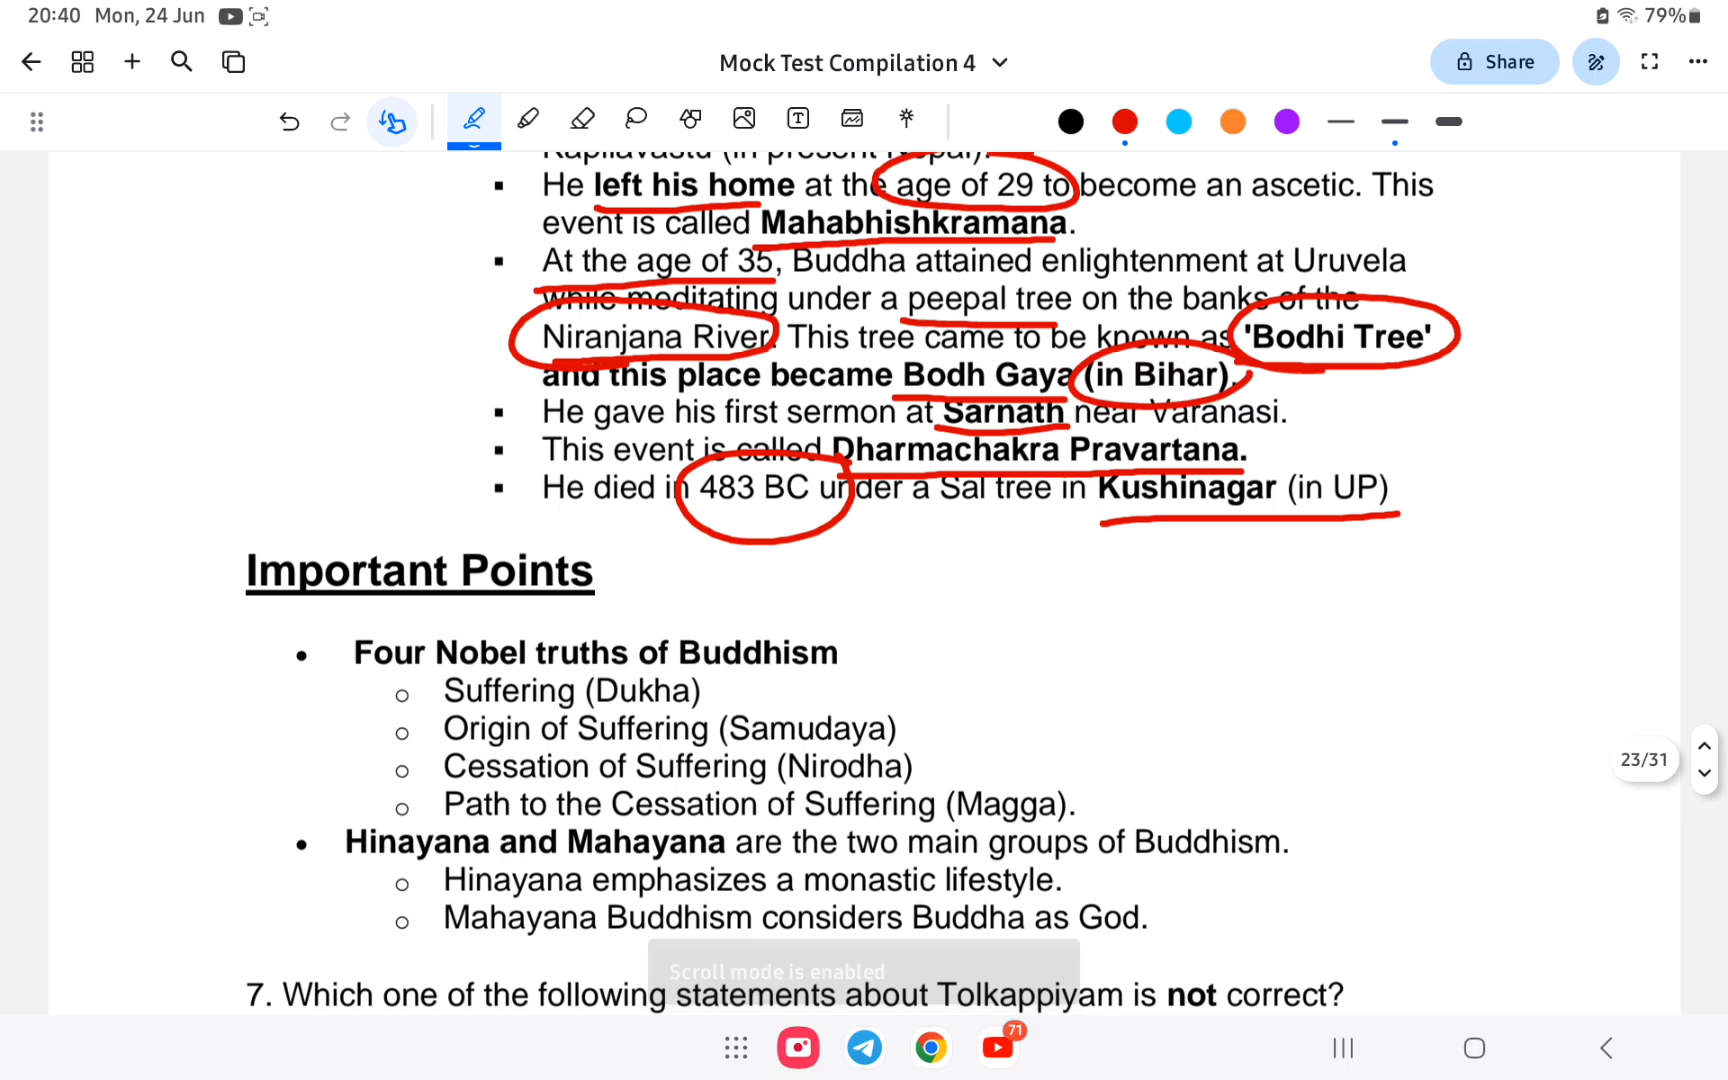 20:40 Mon, 24 Jun
79%
Mock Test Compilation 4
Share
Kapilavastu (in present Nepal).
▪ He left his home at the age of 29 to become an ascetic. This
event is called Mahabhishkramana.
▪ At the age of 35, Buddha attained enlightenment at Uruvela
while meditating under a peepal tree on the banks of the
Niranjana River. This tree came to be known as 'Bodhi Tree'
and this place became Bodh Gaya (in Bihar).
▪ He gave his first sermon at Sarnath near Varanasi.
▪ This event is called Dharmachakra Pravartana.
▪ He died in 483 BC under a Sal tree in Kushinagar (in UP)
Important Points
• Four Nobel truths of Buddhism
o Suffering (Dukha)
o Origin of Suffering (Samudaya)
o Cessation of Suffering (Nirodha)
o Path to the Cessation of Suffering (Magga).
• Hinayana and Mahayana are the two main groups of Buddhism.
o Hinayana emphasizes a monastic lifestyle.
o Mahayana Buddhism considers Buddha as God.
23/31
Scroll mode is enabled
7. Which one of the following statements about Tolkappiyam is not correct?
71